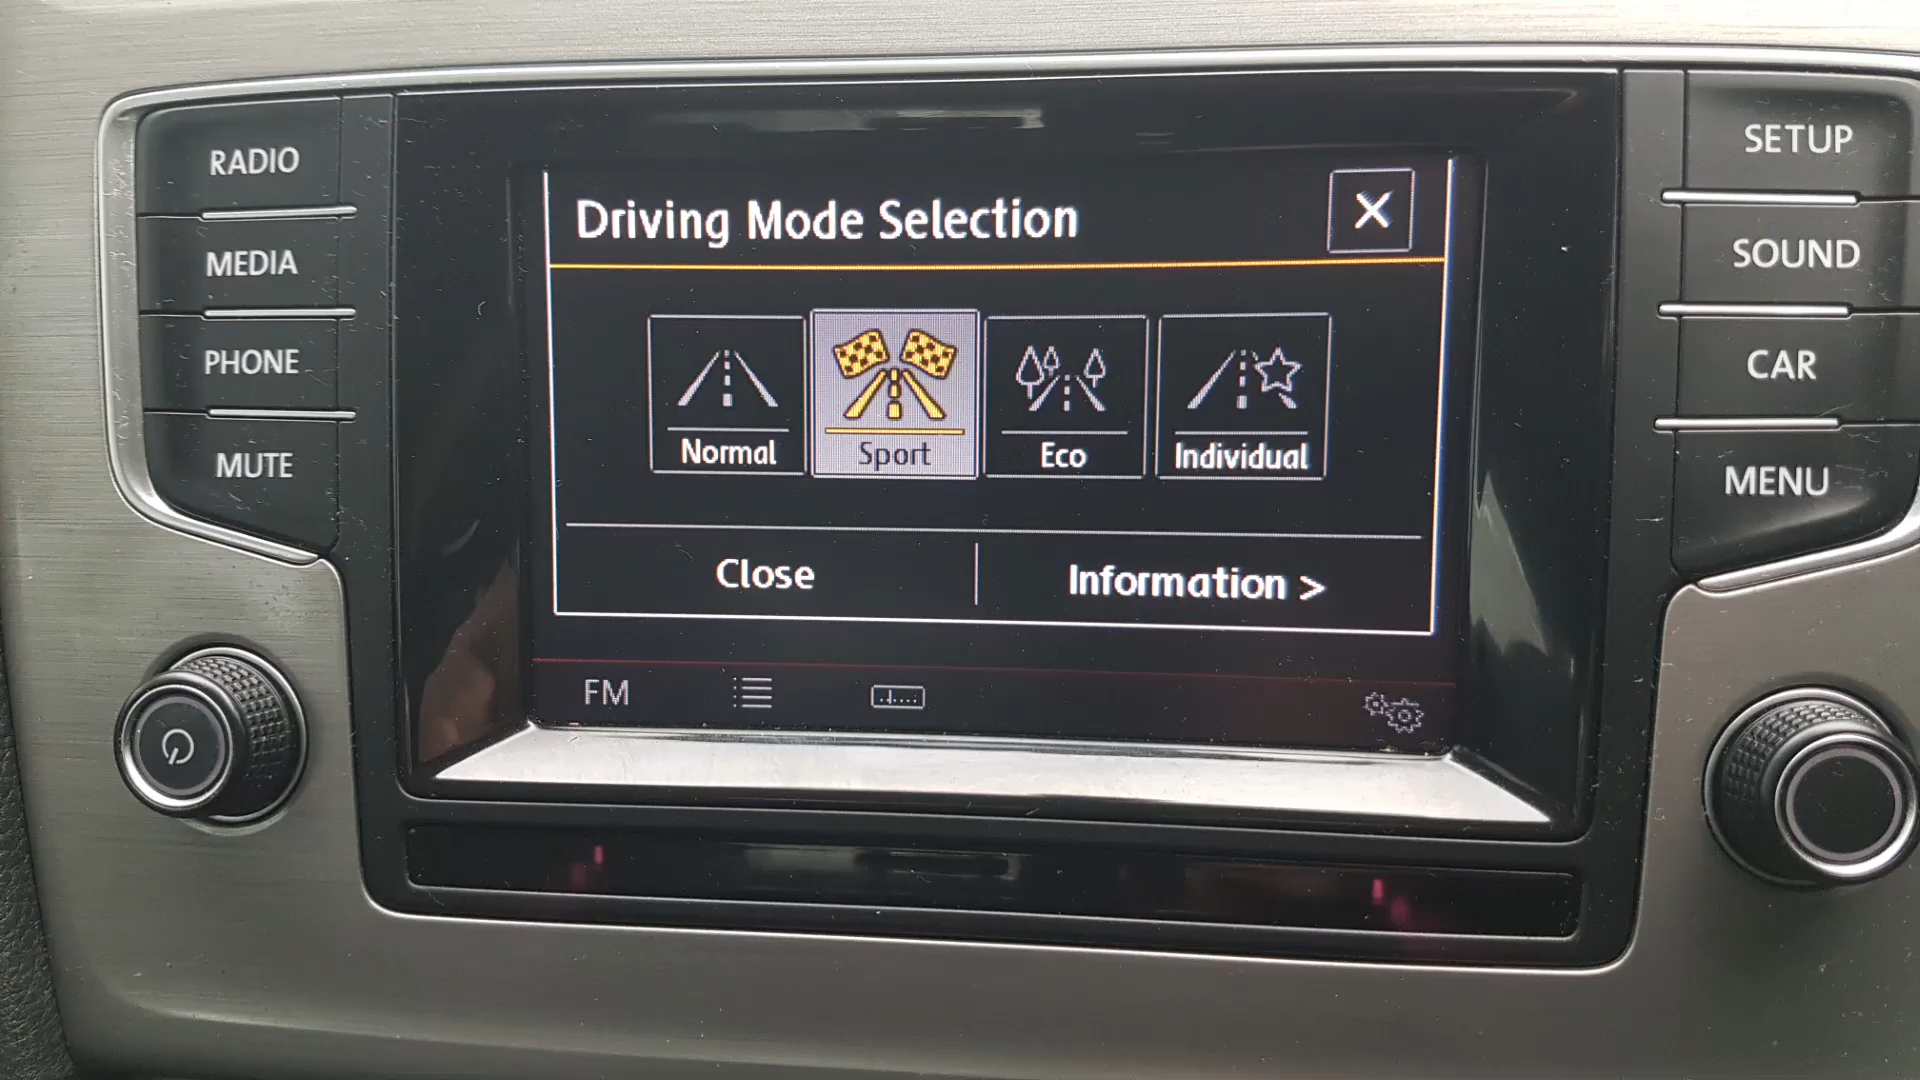 RADIO
MEDIA
PHONE
MUTE
Driving Mode Selection
Normal
Sport
Eco
Individual
Close
Information >
FM
SETUP
SOUND
CAR
MENU